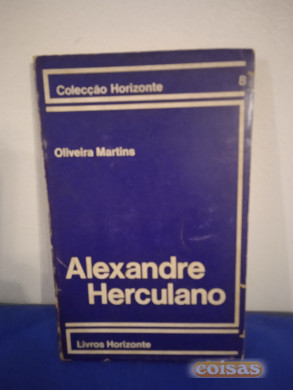 Colecção Horizonte 8
Oliveira Martins
Alexandre
Herculano
Livros Horizonte
coisas